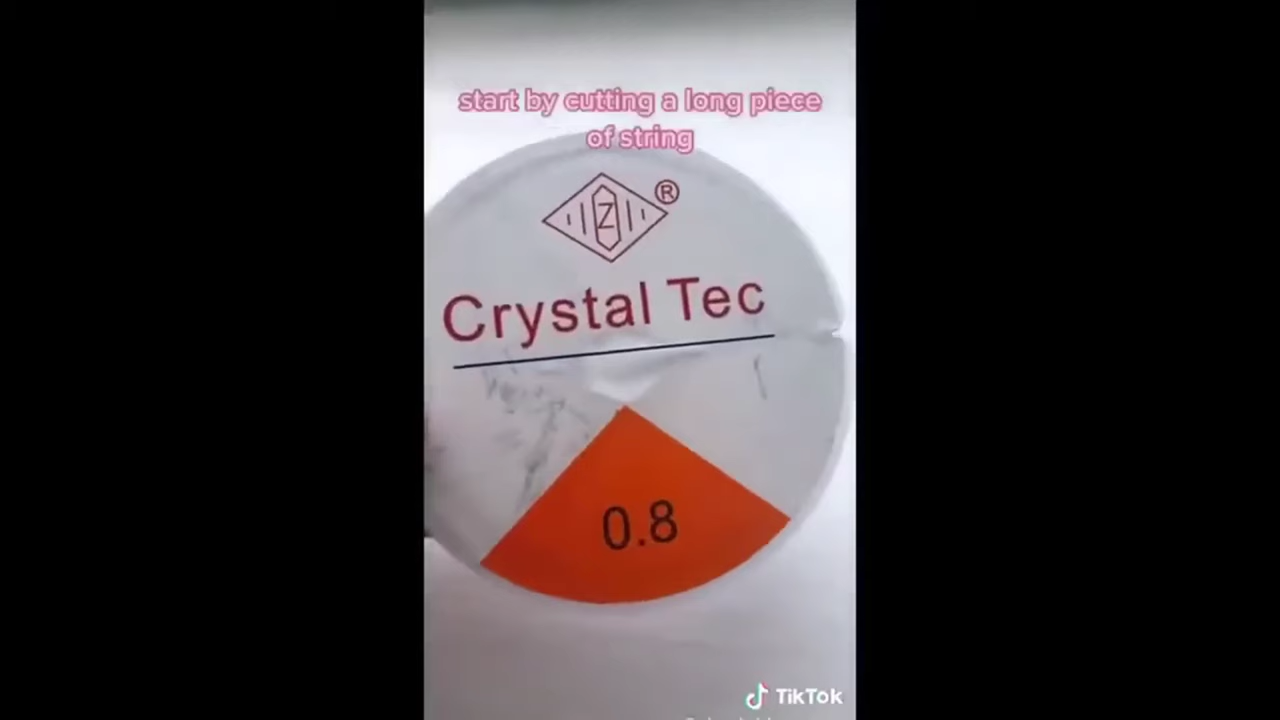 start by cutting a long piece
of string
Z ®
Crystal Tec
0.8
TikTok